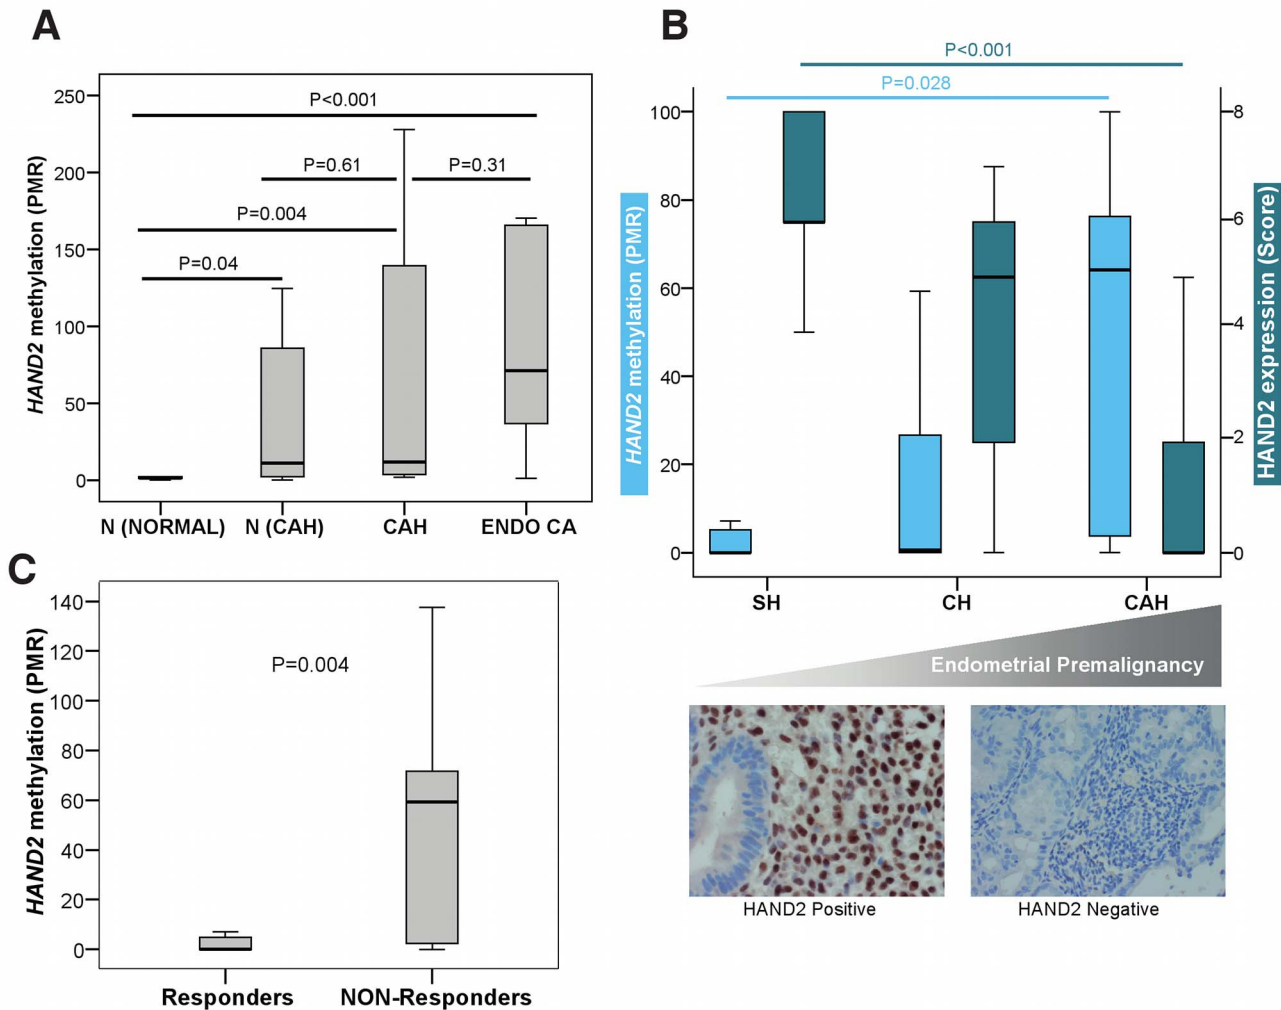 A
HAND2 methylation (PMR)
250
200
150
100
50
0
P<0.001
P=0.61
P=0.31
P=0.004
P=0.04
N (NORMAL) N (CAH) CAH ENDO CA
B
P<0.001
P=0.028
HAND2 methylation (PMR)
100
80
60
40
20
0
8
6
4
2
0
HAND2 expression (Score)
SH CH CAH
Endometrial Premalignancy
HAND2 Positive HAND2 Negative
C
HAND2 methylation (PMR)
140
120
100
80
60
40
20
0
P=0.004
Responders NON-Responders